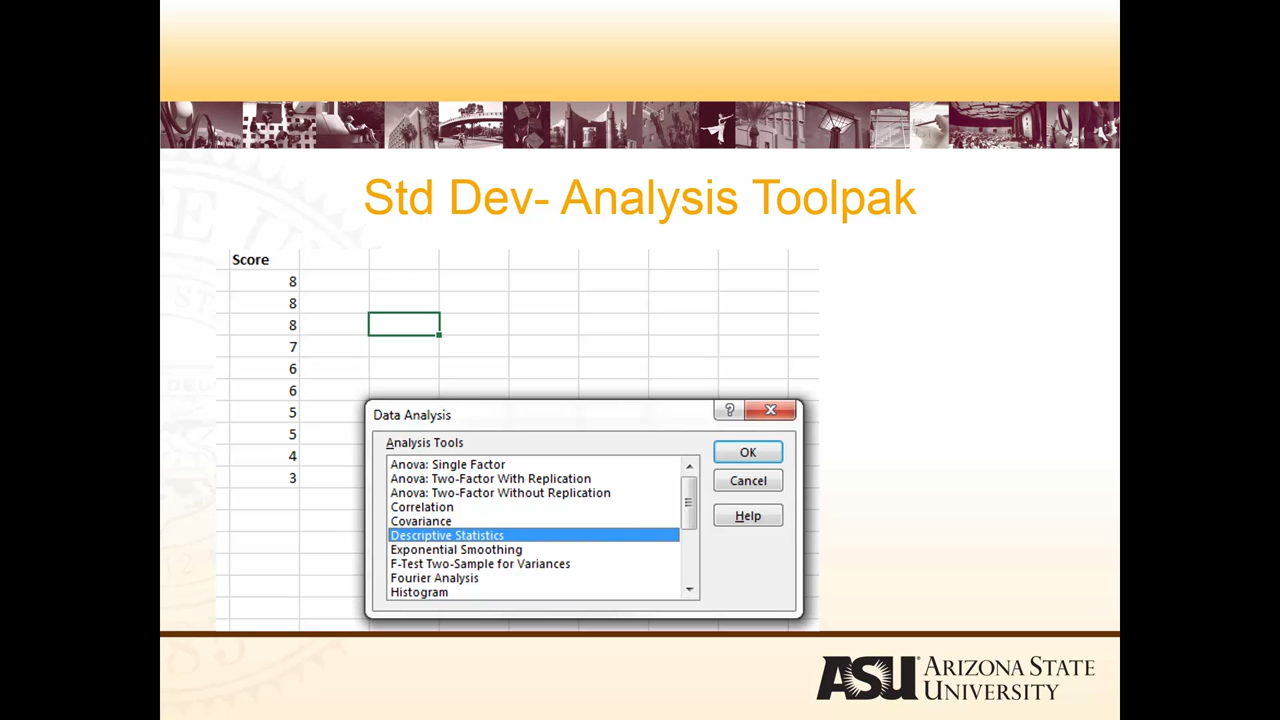 Std Dev- Analysis Toolpak
Score
8
8
8
7
6
6
5
5
4
3
Data Analysis
?
Analysis Tools
Anova: Single Factor
Anova: Two-Factor With Replication
Anova: Two-Factor Without Replication
Correlation
Covariance
Descriptive Statistics
Exponential Smoothing
F-Test Two-Sample for Variances
Fourier Analysis
Histogram
OK
Cancel
Help
ASU ARIZONA STATE
UNIVERSITY